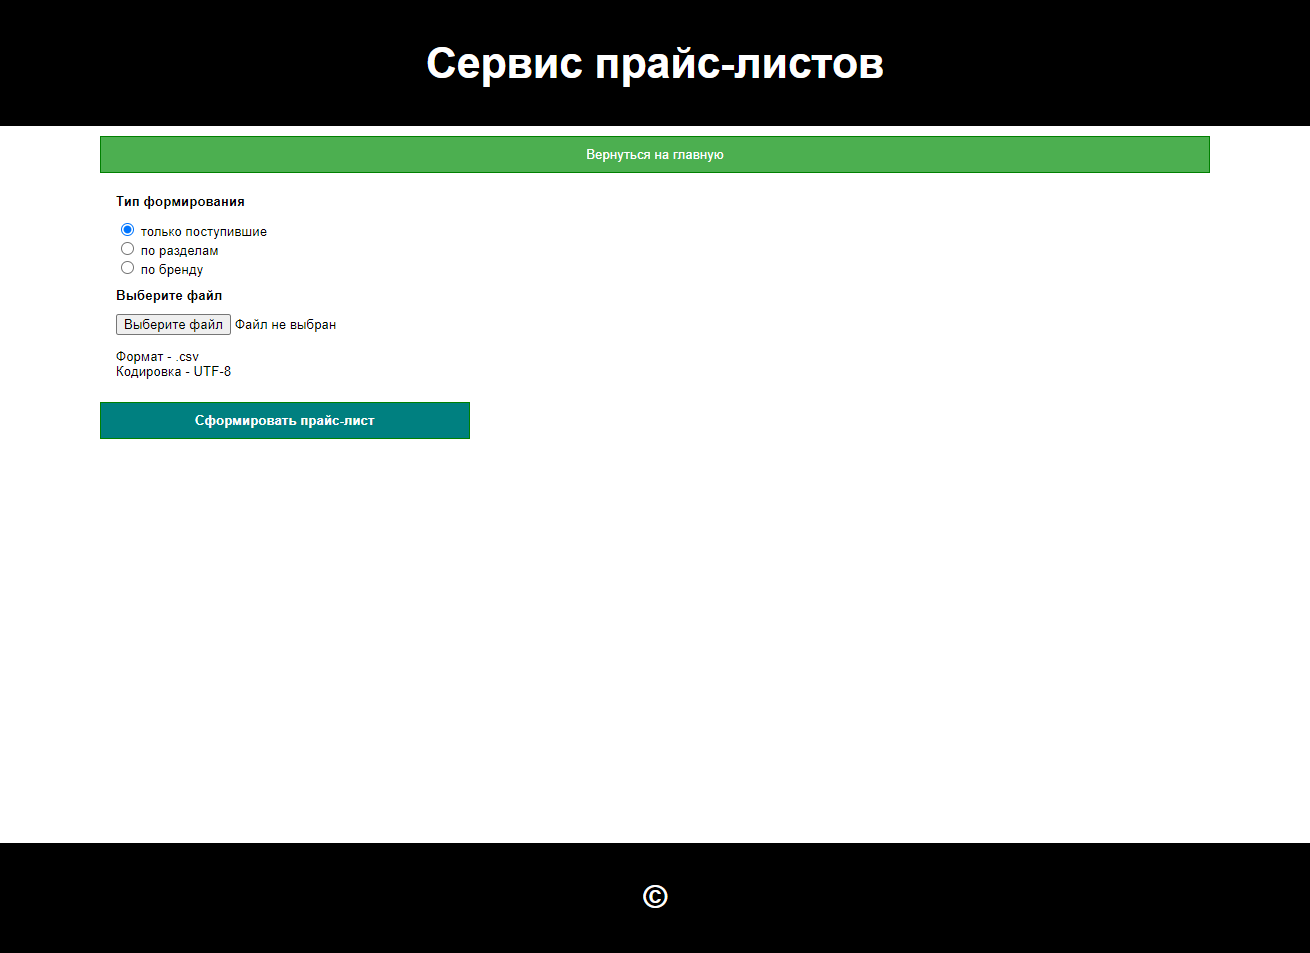 Сервис прайс-листов
Вернуться на главную
Тип формирования
только поступившие
по разделам
по бренду
Выберите файл
Выберите файл Файл не выбран
Формат - .csv
Кодировка - UTF-8
Сформировать прайс-лист
©